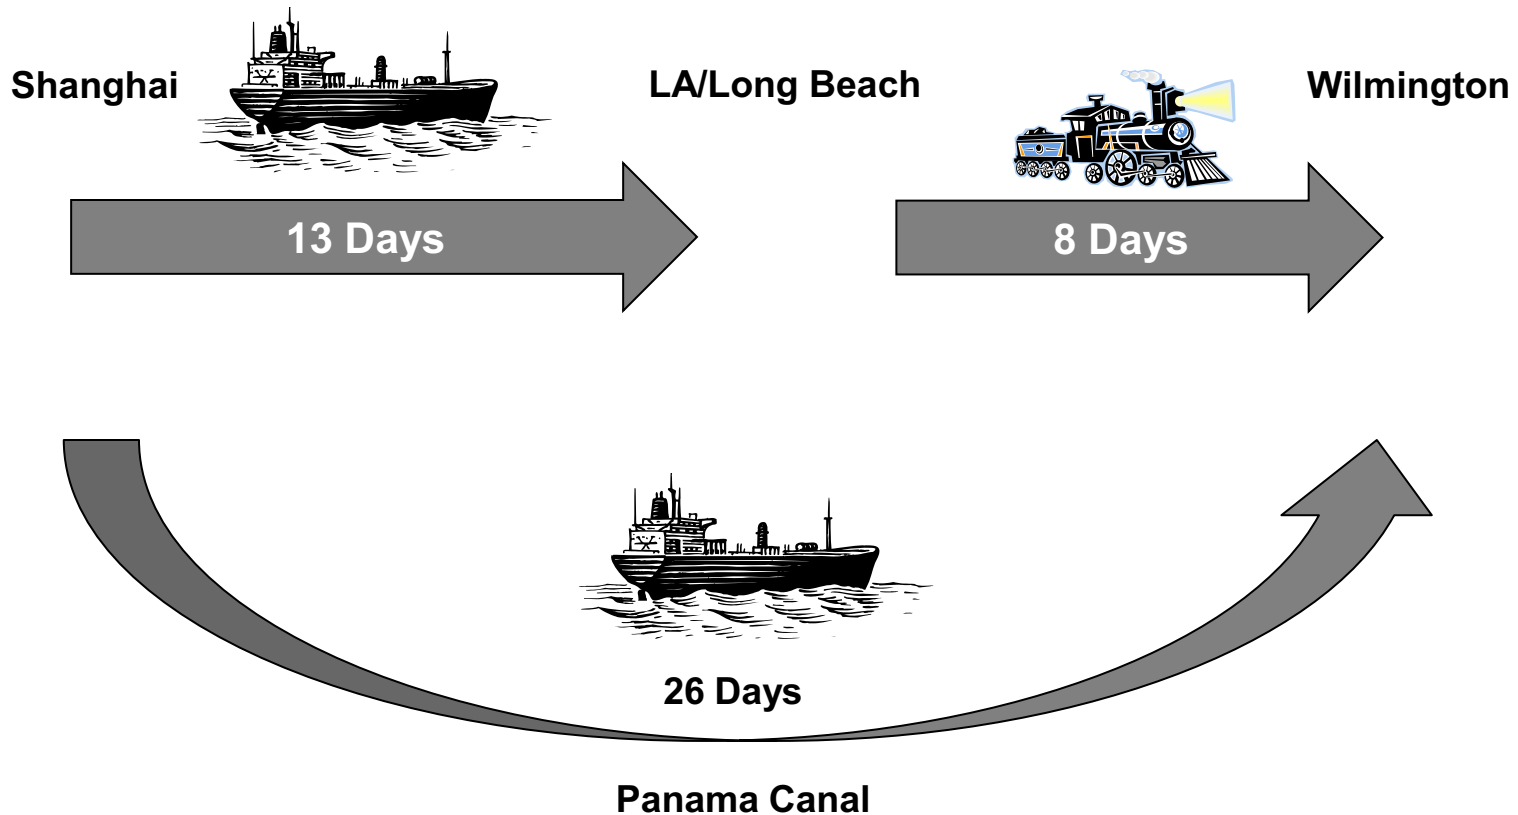 Shanghai
LA/Long Beach
Wilmington
13 Days
8 Days
26 Days
Panama Canal